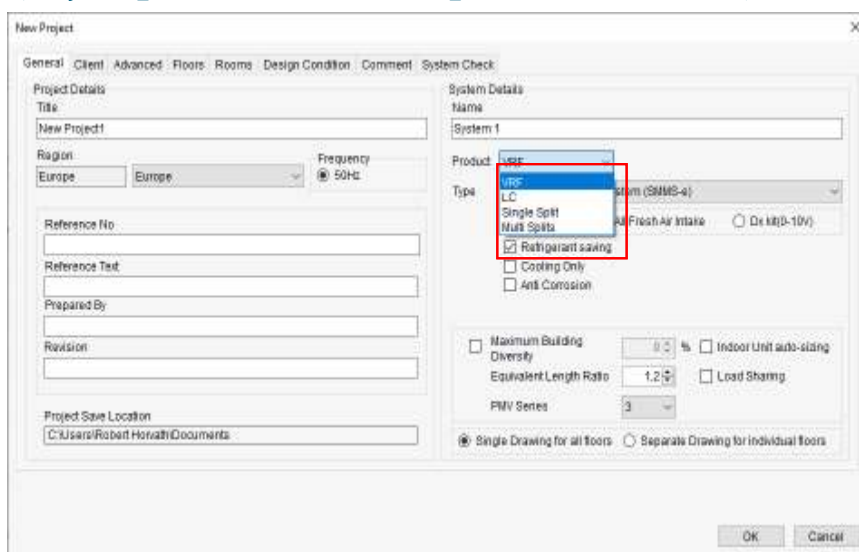 New Project
General Client Advanced Floors Rooms Design Condition Comment System Check
Project Details
Title
New Project1
Region
Europe Europe
Frequency
50Hz
Reference No
Reference Text
Prepared By
Revision
Project Save Location
C:\Users\Robert Horvath\Documents
System Details
Name
System 1
Product VRF
VRF
LC
Single Split
Multi Splits
Type (SMMS-e)
Fresh Air Intake Dx kit(0-10V)
Refrigerant saving
Cooling Only
Anti Corrosion
Maximum Building
Diversity
0 % Indoor Unit auto-sizing
Equivalent Length Ratio 1.2 Load Sharing
PMV Series 3
Single Drawing for all floors Separate Drawing for individual floors
OK Cancel